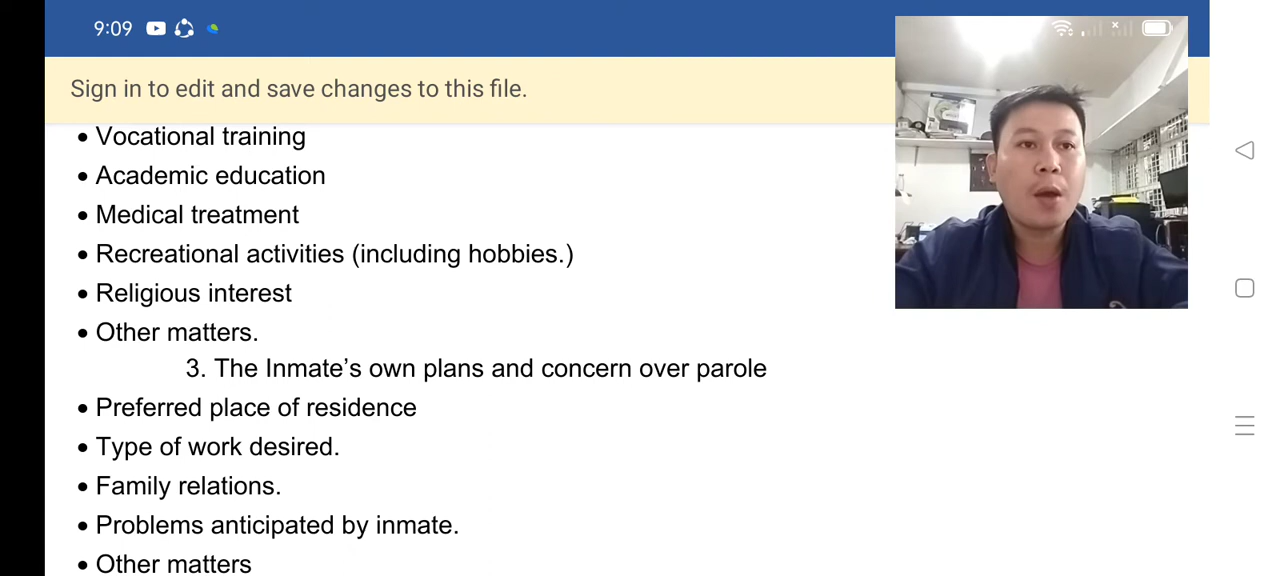 9:09
Sign in to edit and save changes to this file.
• Vocational training
• Academic education
• Medical treatment
• Recreational activities (including hobbies.)
• Religious interest
• Other matters.
3. The Inmate's own plans and concern over parole
• Preferred place of residence
• Type of work desired.
• Family relations.
• Problems anticipated by inmate.
• Other matters